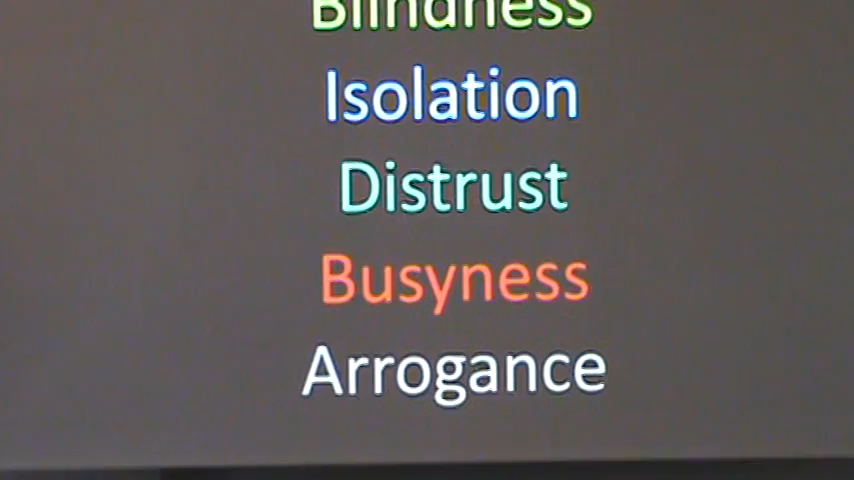 Blindness
Isolation
Distrust
Busyness
Arrogance